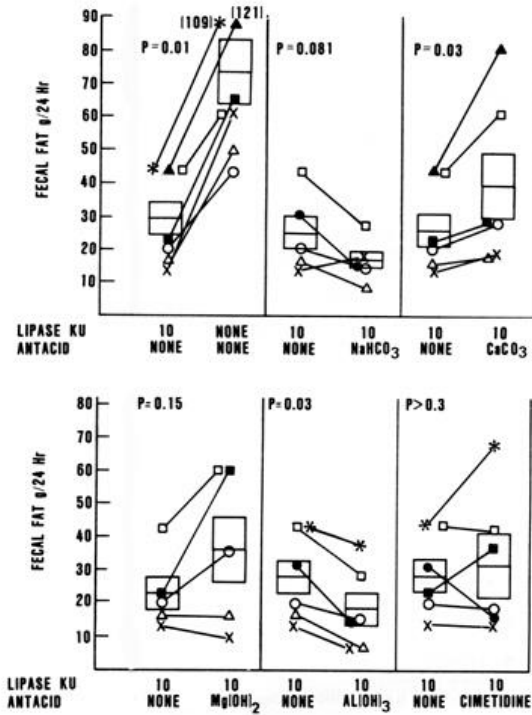 (109) (121)
P=0.01 P=0.081 P=0.03
FECAL FAT g/24 Hr
90
80
70
60
50
40
30
20
10
LIPASE KU 10 NONE 10 10 10 10
ANTACID NONE NONE NONE NaHCO3 NONE CaCO3
P=0.15 P=0.03 P>0.3
FECAL FAT g/24 Hr
80
70
60
50
40
30
20
10
LIPASE KU 10 10 10 10 10 10
ANTACID NONE Mg(OH)2 NONE AL(OH)3 NONE CIMETIDINE